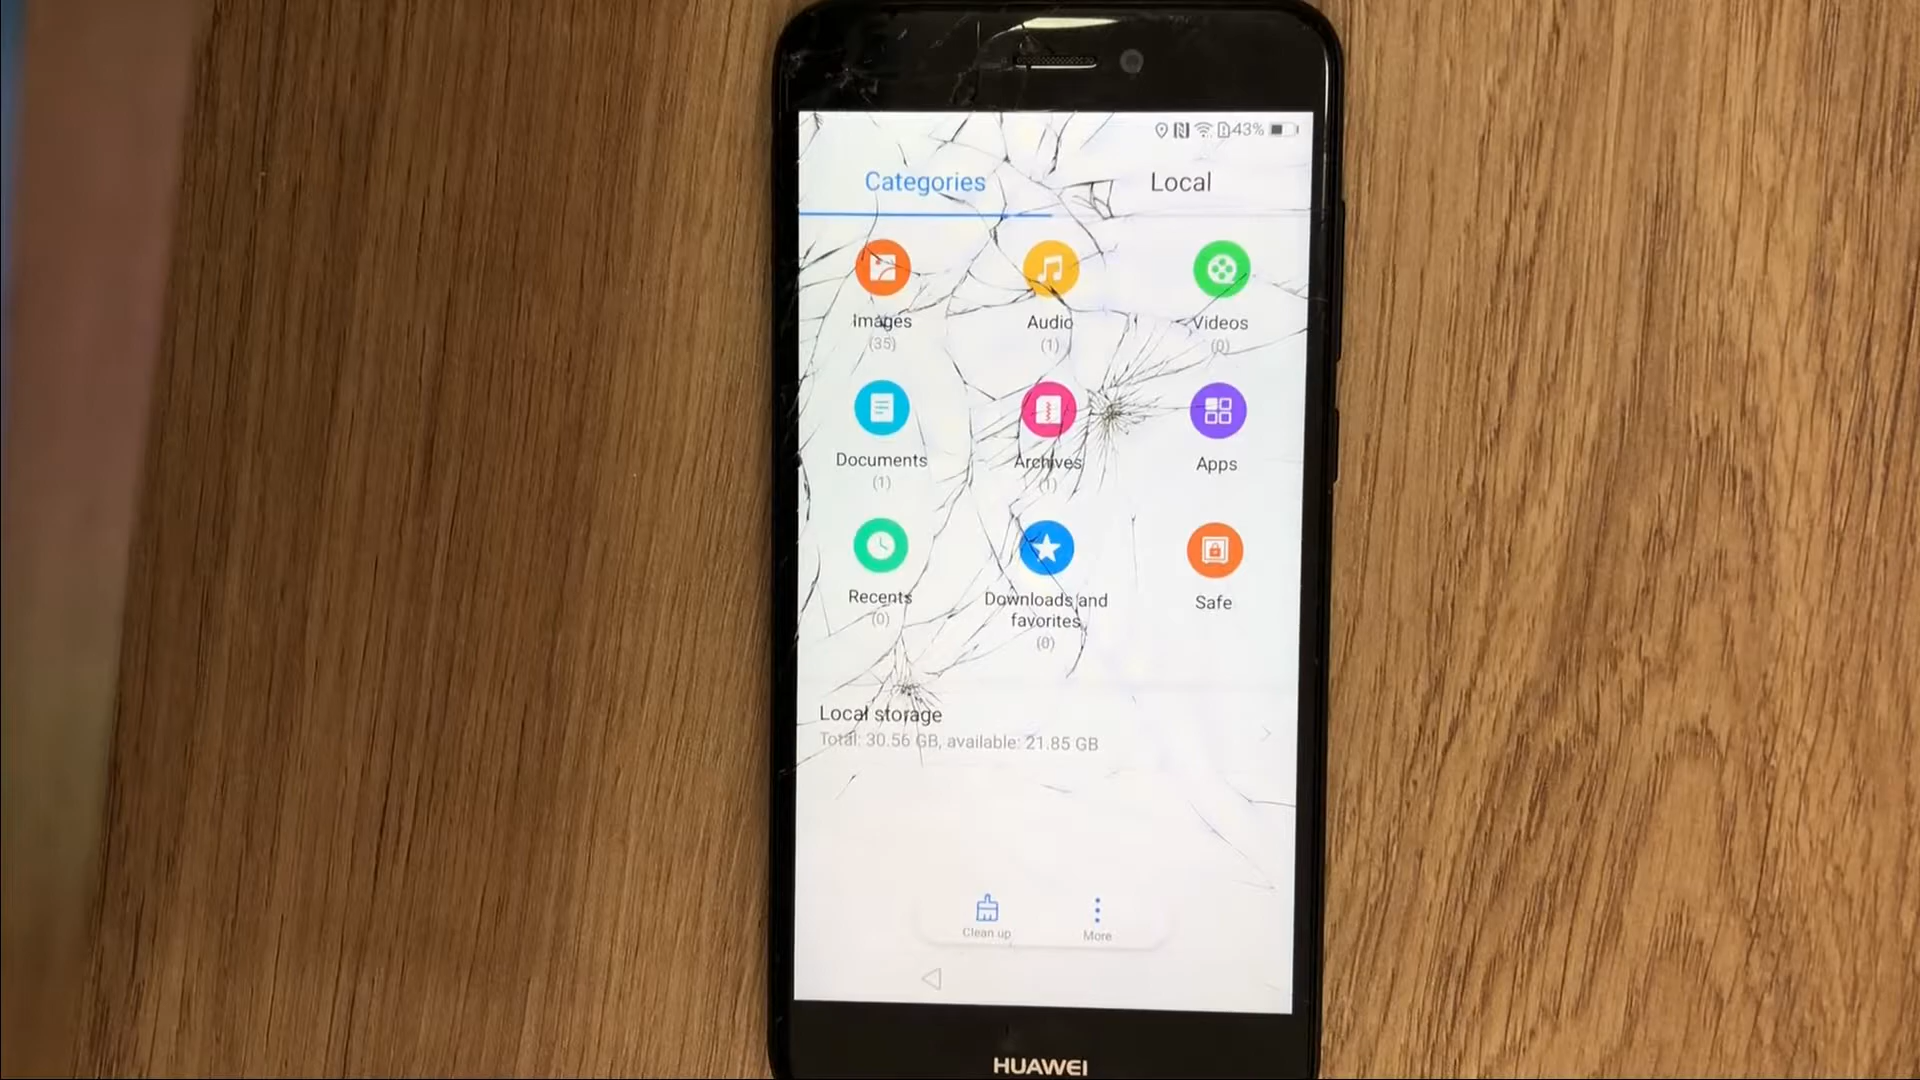 43%
Categories
Local
Images
(35)
Audio
(1)
Videos
(0)
Documents
(1)
Archives
(1)
Apps
Recents
(0)
Downloads and
favorites
(0)
Safe
Local storage
Total: 30.56 GB, available: 21.85 GB
Clean up
More
HUAWEI